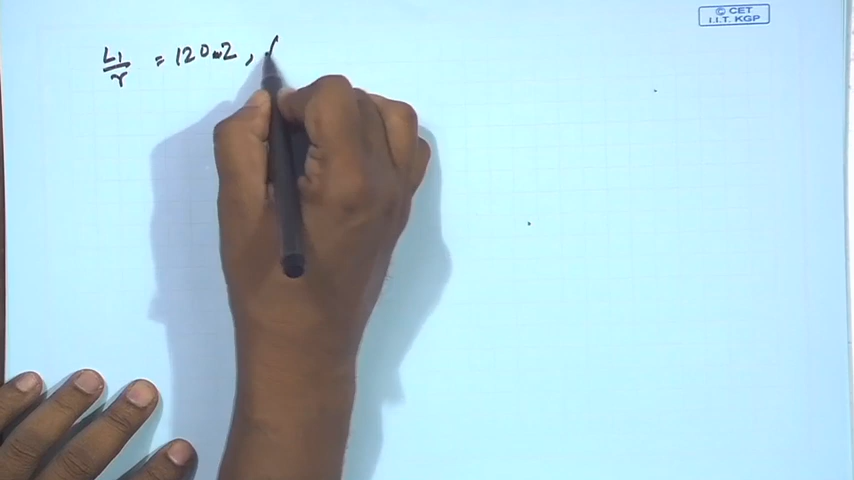 © CET
I.I.T. KGP
L1/r = 120.2, f